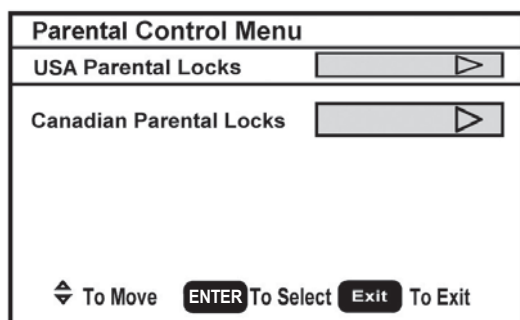 Parental Control Menu
USA Parental Locks
Canadian Parental Locks
To Move ENTER To Select Exit To Exit